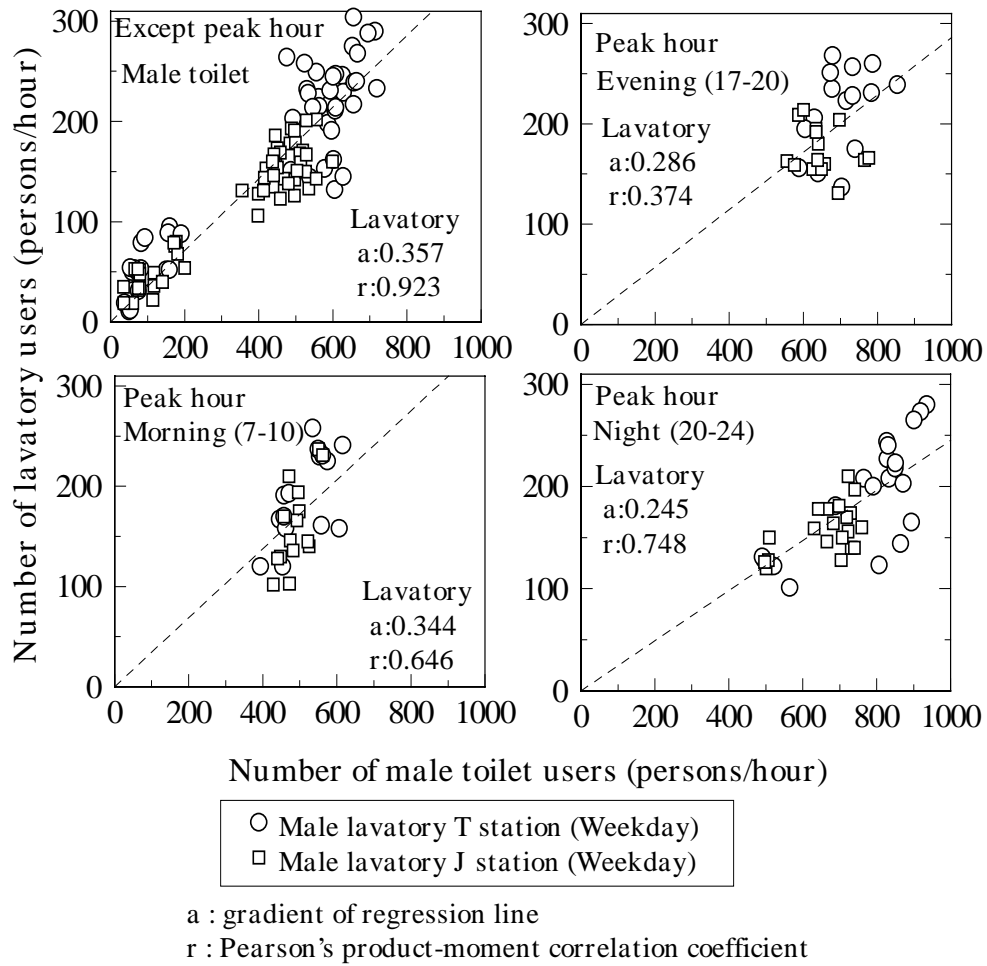 Number of lavatory users (persons/hour)
300
200
100
0
0 200 400 600 800 1000
Except peak hour
Male toilet
Lavatory
a:0.357
r:0.923
300
200
100
0
0 200 400 600 800 1000
Peak hour
Evening (17-20)
Lavatory
a:0.286
r:0.374
300
200
100
0
0 200 400 600 800 1000
Peak hour
Morning (7-10)
Lavatory
a:0.344
r:0.646
300
200
100
0
0 200 400 600 800 1000
Peak hour
Night (20-24)
Lavatory
a:0.245
r:0.748
Number of male toilet users (persons/hour)
Male lavatory T station (Weekday)
Male lavatory J station (Weekday)
a : gradient of regression line
r : Pearson's product-moment correlation coefficient